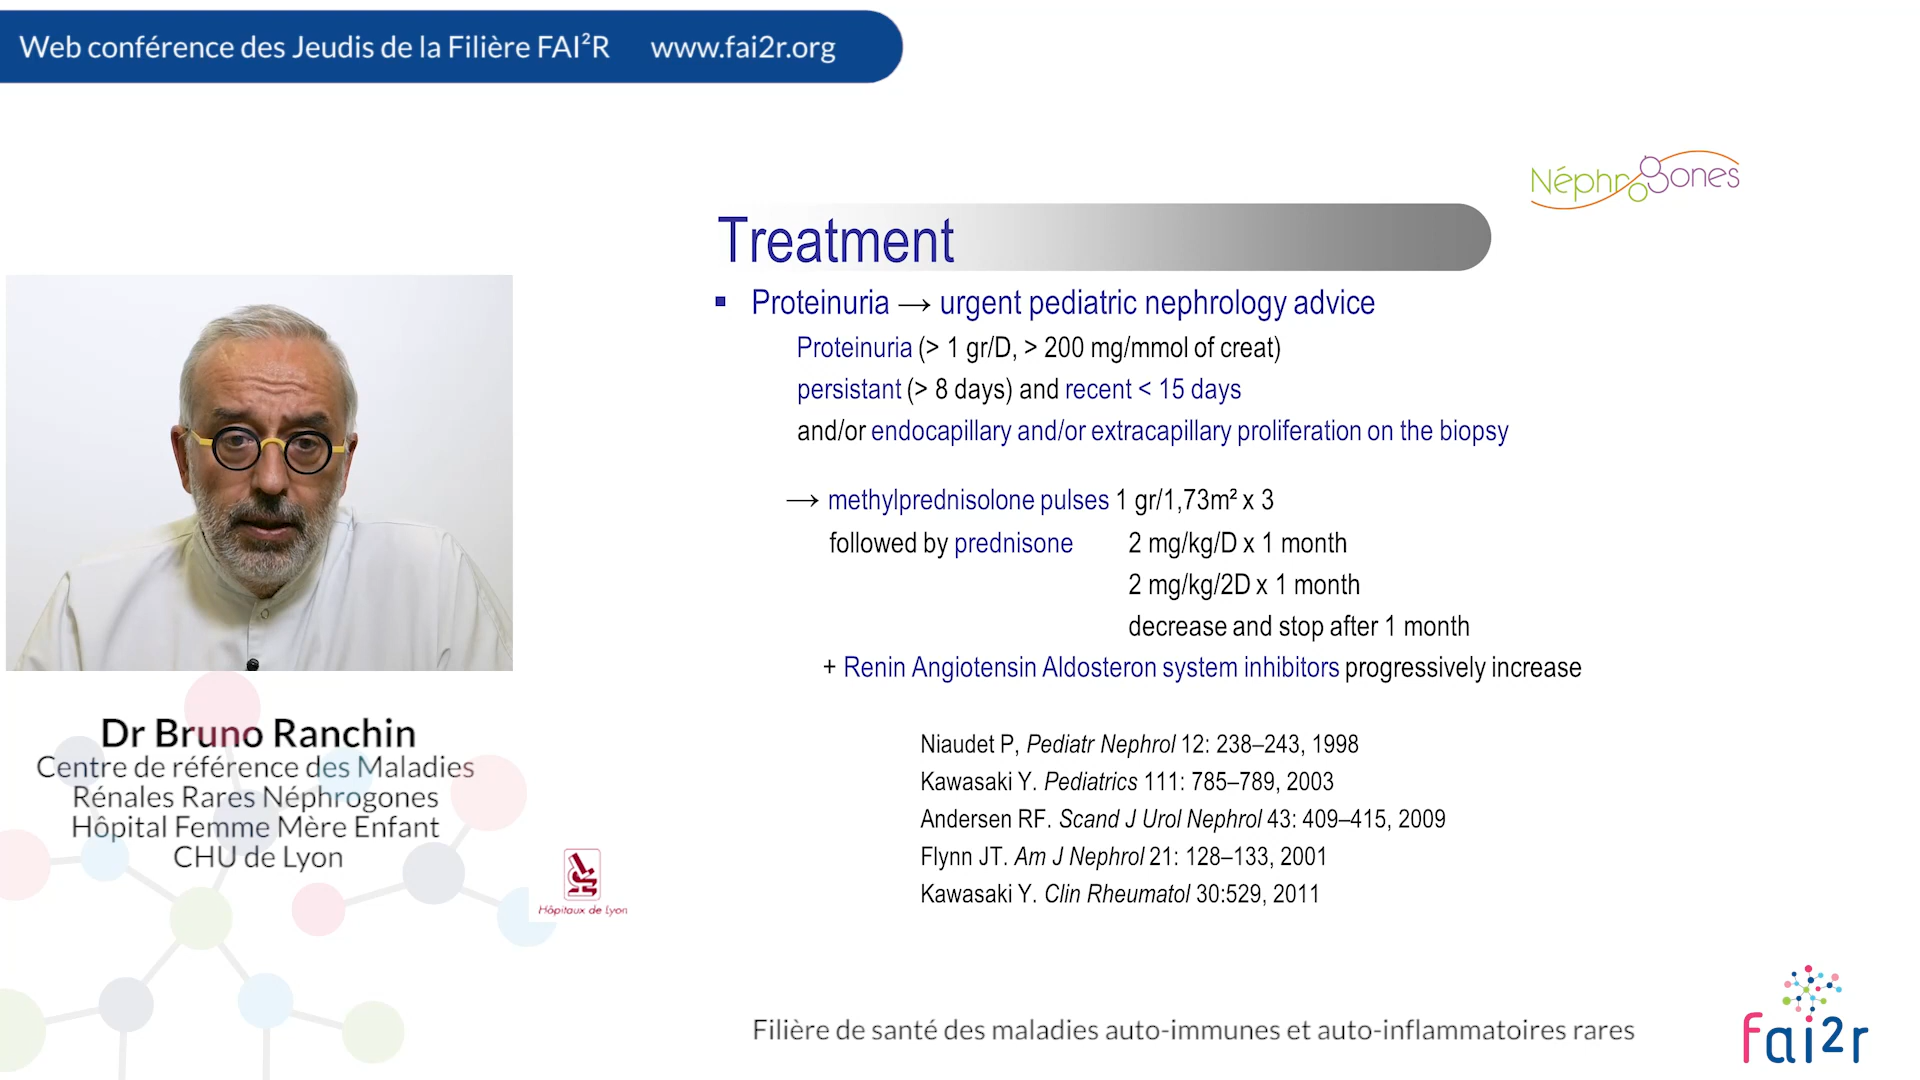 Web conférence des Jeudis de la Filière FAI²R www.fai2r.org
Néphrogones
Treatment
▪ Proteinuria → urgent pediatric nephrology advice
Proteinuria (> 1 gr/D, > 200 mg/mmol of creat)
persistant (> 8 days) and recent < 15 days
and/or endocapillary and/or extracapillary proliferation on the biopsy
→ methylprednisolone pulses 1 gr/1,73m² x 3
followed by prednisone 2 mg/kg/D x 1 month
2 mg/kg/2D x 1 month
decrease and stop after 1 month
+ Renin Angiotensin Aldosteron system inhibitors progressively increase
Niaudet P, Pediatr Nephrol 12: 238–243, 1998
Kawasaki Y. Pediatrics 111: 785–789, 2003
Andersen RF. Scand J Urol Nephrol 43: 409–415, 2009
Flynn JT. Am J Nephrol 21: 128–133, 2001
Kawasaki Y. Clin Rheumatol 30:529, 2011
Dr Bruno Ranchin
Centre de référence des Maladies
Rénales Rares Néphrogones
Hôpital Femme Mère Enfant
CHU de Lyon
Hôpitaux de Lyon
Filière de santé des maladies auto-immunes et auto-inflammatoires rares
fai2r